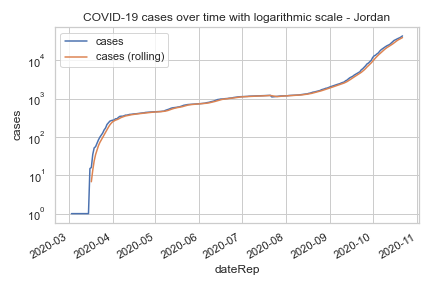 COVID-19 cases over time with logarithmic scale - Jordan
cases
cases (rolling)
10⁴
10³
10²
10¹
10⁰
cases
2020-03
2020-04
2020-05
2020-06
2020-07
2020-08
2020-09
2020-10
2020-11
dateRep